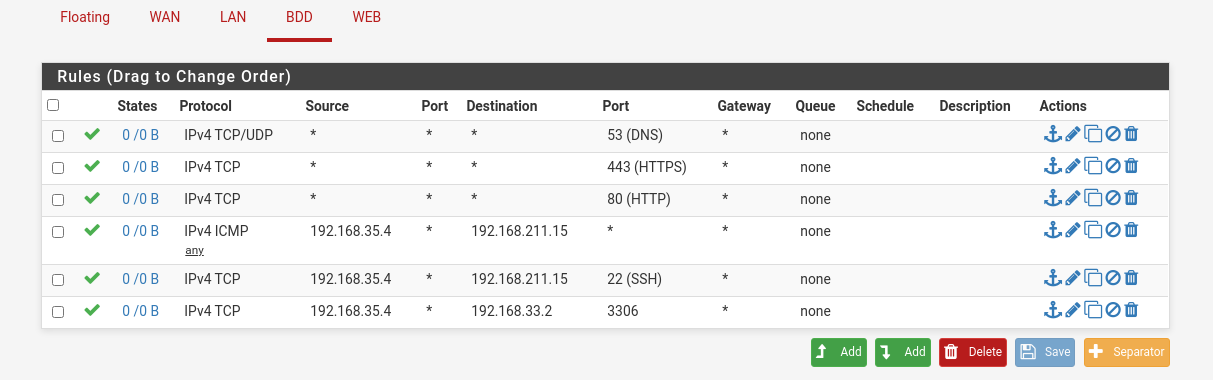 Floating WAN LAN BDD WEB
Rules (Drag to Change Order)
States Protocol Source Port Destination Port Gateway Queue Schedule Description Actions
0 /0 B IPv4 TCP/UDP * * * 53 (DNS) * none
0 /0 B IPv4 TCP * * * 443 (HTTPS) * none
0 /0 B IPv4 TCP * * * 80 (HTTP) * none
0 /0 B IPv4 ICMP 192.168.35.4 * 192.168.211.15 * * none
any
0 /0 B IPv4 TCP 192.168.35.4 * 192.168.211.15 22 (SSH) * none
0 /0 B IPv4 TCP 192.168.35.4 * 192.168.33.2 3306 * none
Add Add Delete Save Separator